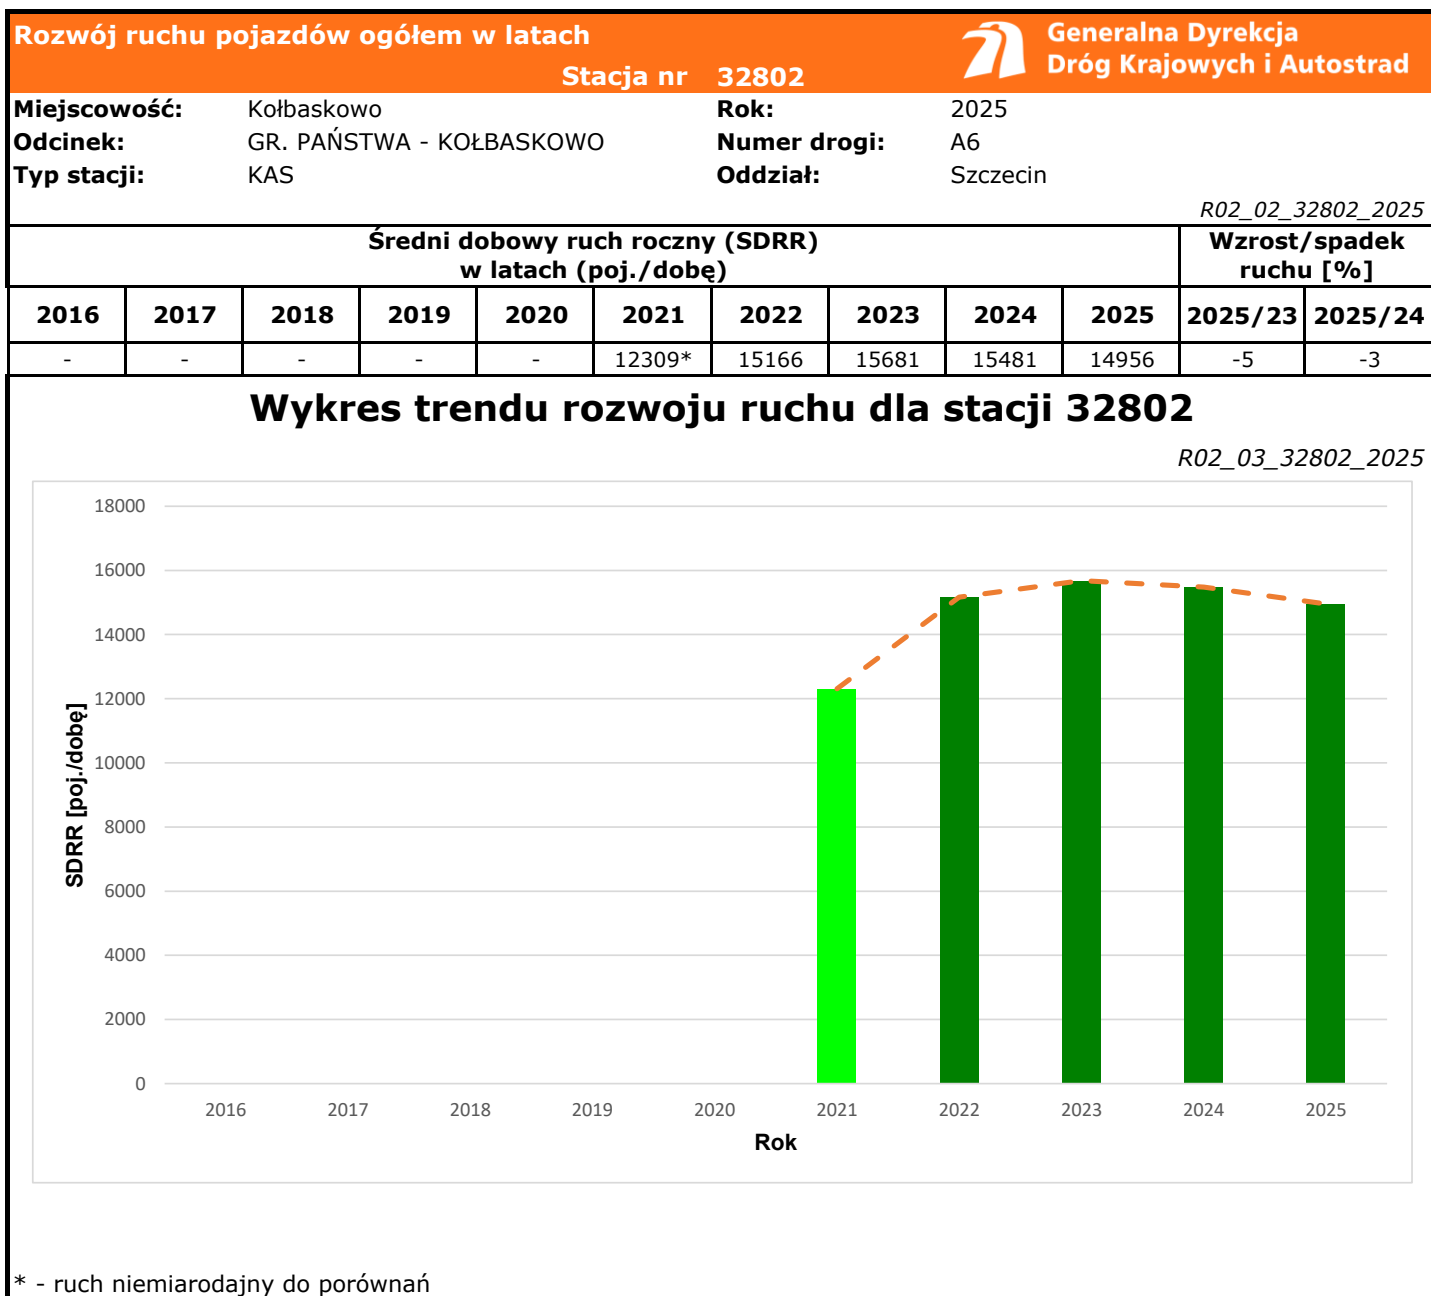 Rozwój ruchu pojazdów ogółem w latach
Generalna Dyrekcja
Dróg Krajowych i Autostrad
Stacja nr 32802
Miejscowość: Kołbaskowo Rok: 2025
Odcinek: GR. PAŃSTWA - KOŁBASKOWO Numer drogi: A6
Typ stacji: KAS Oddział: Szczecin
R02_02_32802_2025
Średni dobowy ruch roczny (SDRR)
w latach (poj./dobę)
Wzrost/spadek
ruchu [%]
2016 2017 2018 2019 2020 2021 2022 2023 2024 2025 2025/23 2025/24
- - - - - 12309* 15166 15681 15481 14956 -5 -3
Wykres trendu rozwoju ruchu dla stacji 32802
R02_03_32802_2025
18000
16000
14000
12000
10000
8000
6000
4000
2000
0
SDRR [poj./dobę]
2016 2017 2018 2019 2020 2021 2022 2023 2024 2025
Rok
* - ruch niemiarodajny do porównań